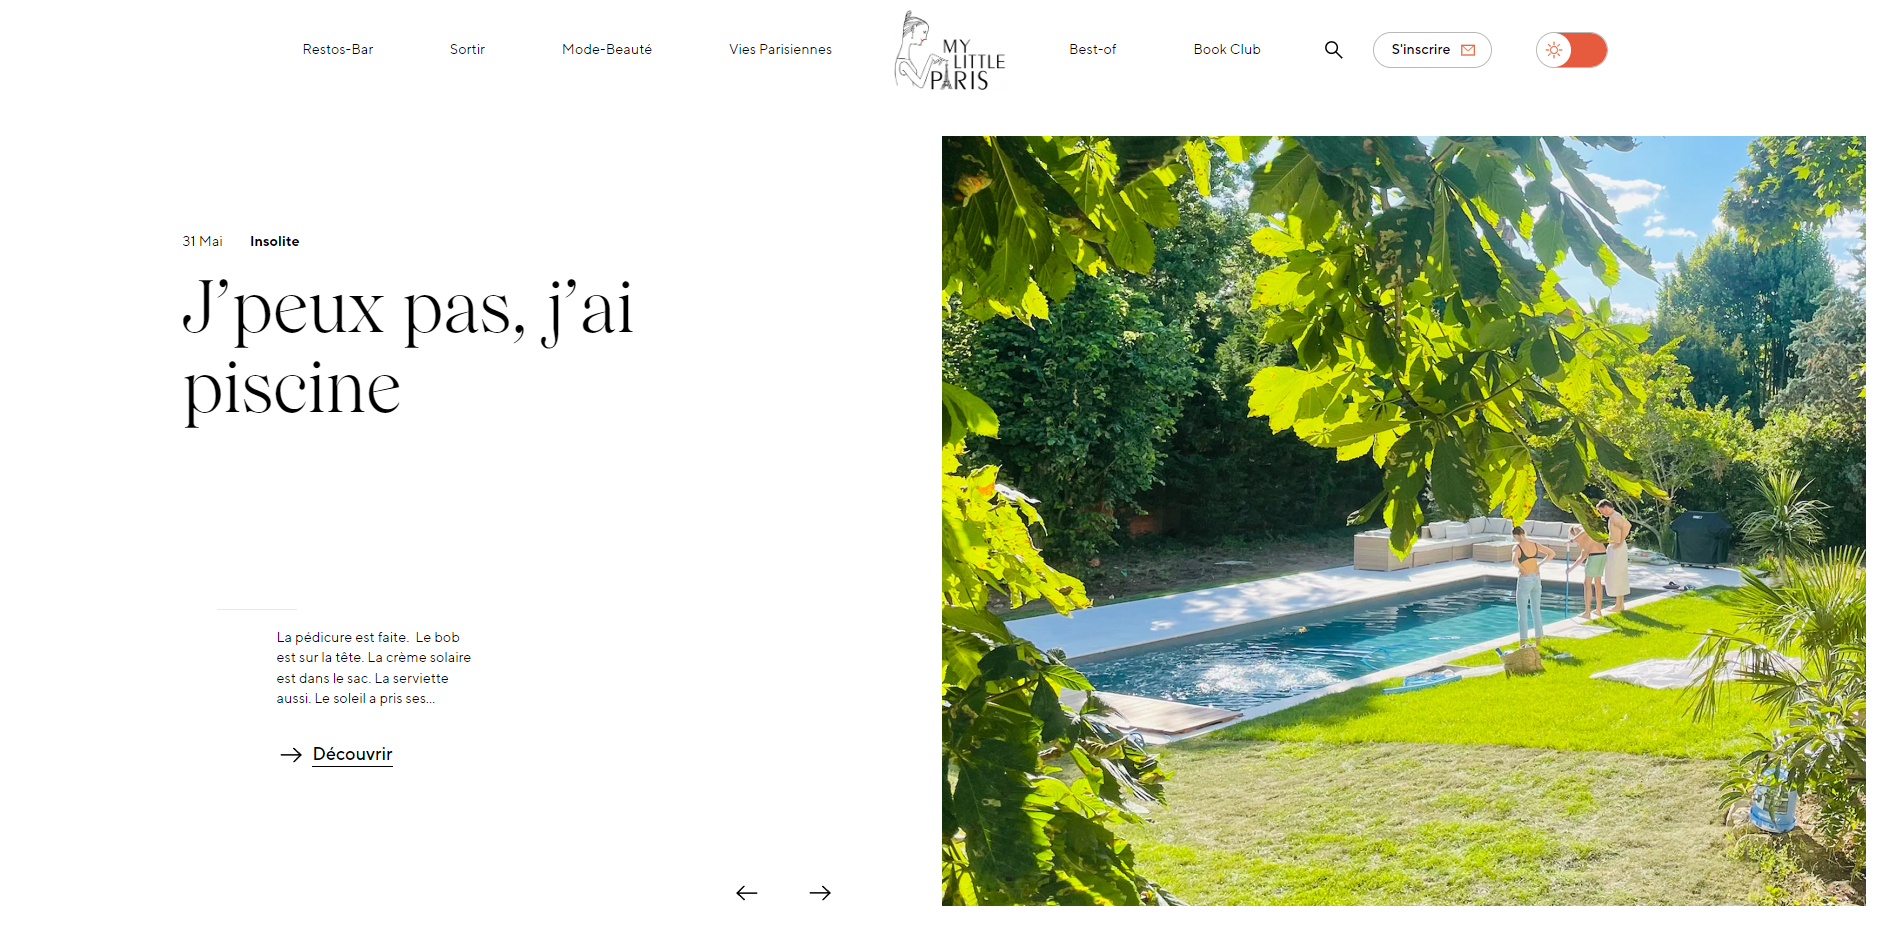 Restos-Bar
Sortir
Mode-Beauté
Vies Parisiennes
MY
LITTLE
PARIS
Best-of
Book Club
S'inscrire
31 Mai
Insolite
J’peux pas, j’ai
piscine
La pédicure est faite.  Le bob
est sur la tête. La crème solaire
est dans le sac. La serviette
aussi. Le soleil a pris ses...
Découvrir